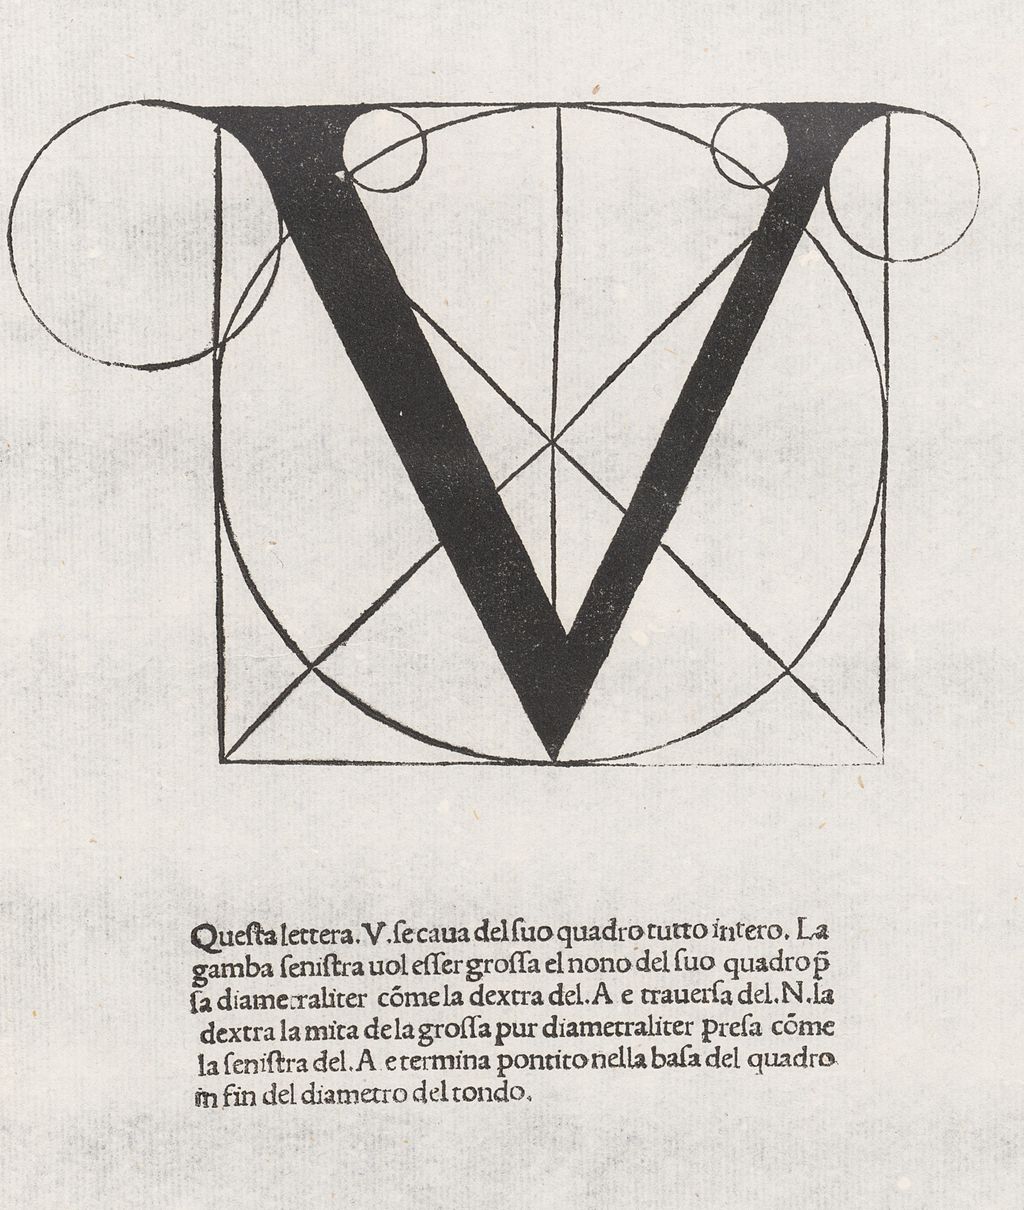 V
Queſta lettera.V.ſe caua del ſuo quadro tutto intero. La
gamba ſeniſtra uol eſſer groſſa el nono del ſuo quadro p̄
ſa diametraliter cōme la dextra del.A e trauerſa del.N.la
dextra la mita de la groſſa pur diametraliter preſa cōme
la ſeniſtra del.A e termina pontito nella baſa del quadro
in fin del diametro del tondo.